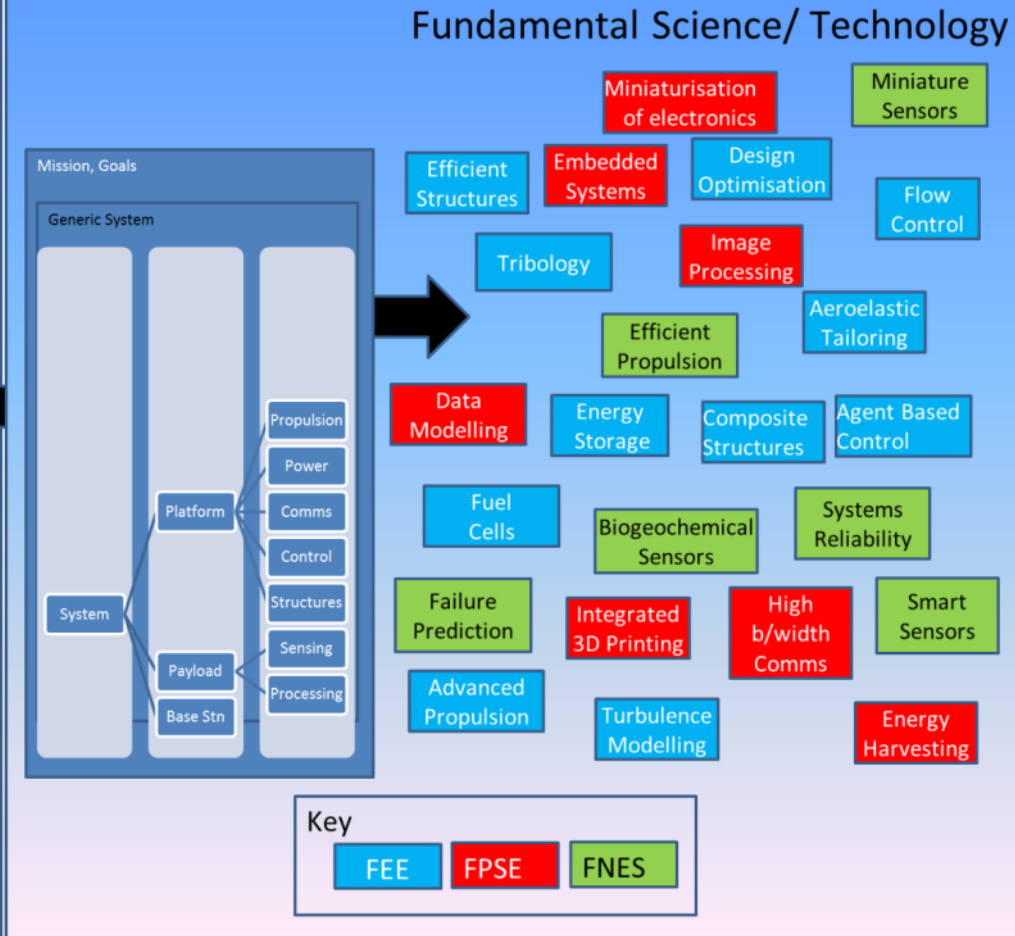 Fundamental Science/ Technology
Mission, Goals
Generic System
System
Platform
Payload
Base Stn
Propulsion
Power
Comms
Control
Structures
Sensing
Processing
Miniaturisation
of electronics
Miniature
Sensors
Efficient
Structures
Embedded
Systems
Design
Optimisation
Flow
Control
Tribology
Image
Processing
Aeroelastic
Tailoring
Efficient
Propulsion
Data
Modelling
Energy
Storage
Composite
Structures
Agent Based
Control
Fuel
Cells
Biogeochemical
Sensors
Systems
Reliability
Failure
Prediction
Integrated
3D Printing
High
b/width
Comms
Smart
Sensors
Advanced
Propulsion
Turbulence
Modelling
Energy
Harvesting
Key
FEE
FPSE
FNES